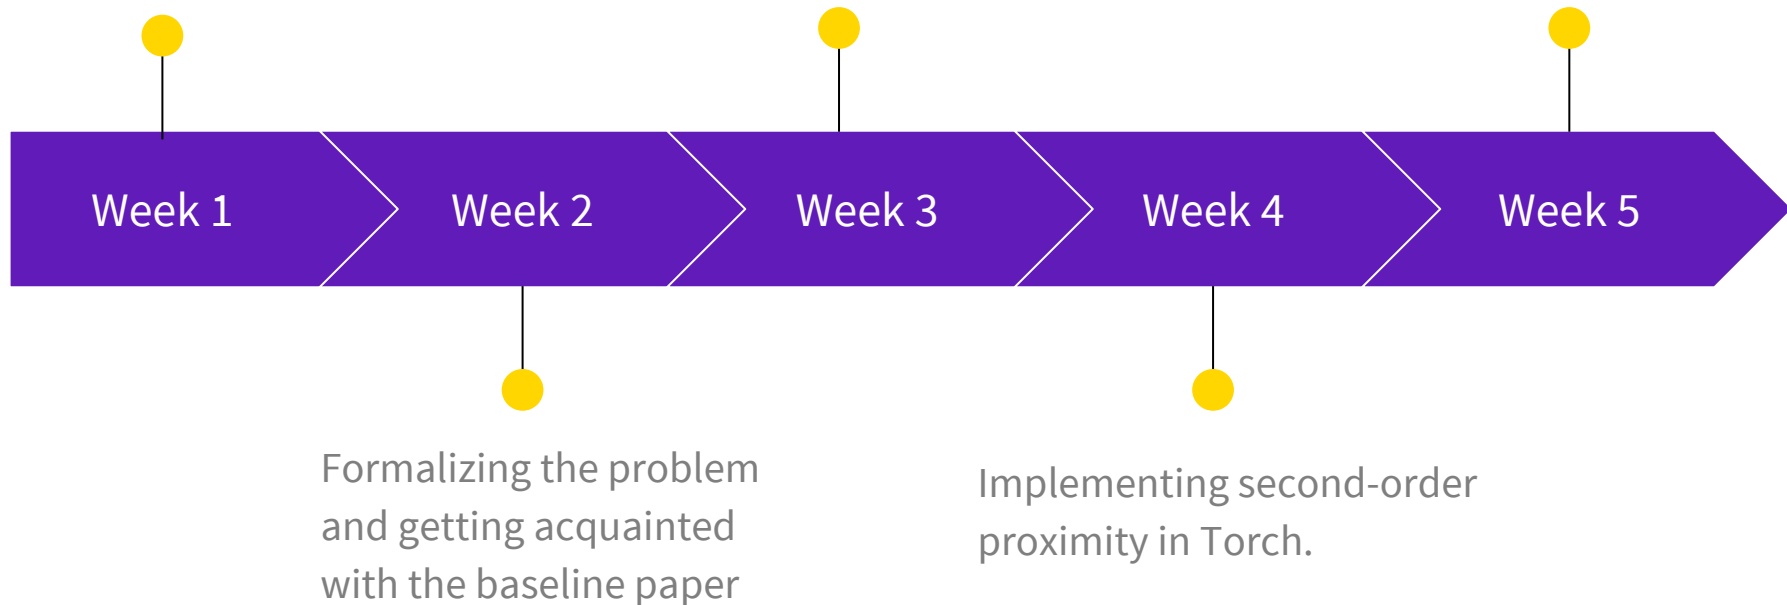 Week 1
Week 2
Week 3
Week 4
Week 5
Formalizing the problem
and getting acquainted
with the baseline paper
Implementing second-order
proximity in Torch.